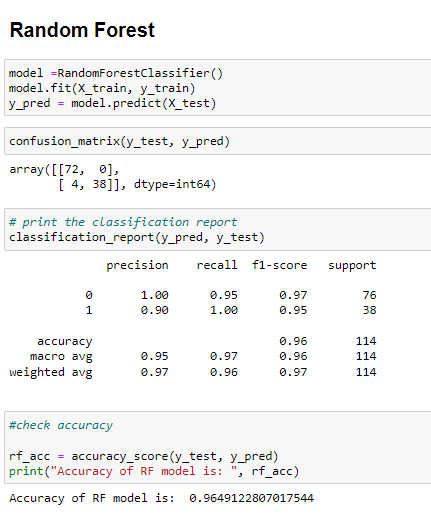 Random Forest
model =RandomForestClassifier()
model.fit(X_train, y_train)
y_pred = model.predict(X_test)
confusion_matrix(y_test, y_pred)
array([[72,  0],
       [ 4, 38]], dtype=int64)
# print the classification report
classification_report(y_pred, y_test)
              precision    recall  f1-score   support
           0       1.00      0.95      0.97        76
           1       0.90      1.00      0.95        38
    accuracy                           0.96       114
   macro avg       0.95      0.97      0.96       114
weighted avg       0.97      0.96      0.97       114
#check accuracy
rf_acc = accuracy_score(y_test, y_pred)
print("Accuracy of RF model is: ", rf_acc)
Accuracy of RF model is:  0.9649122807017544